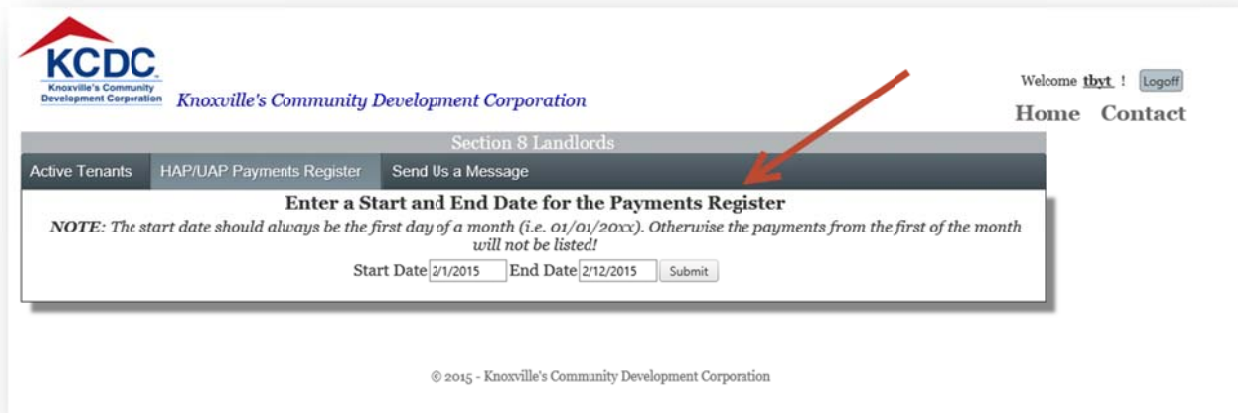 KCDC
Knoxville's Community
Development Corporation
Knoxville's Community Development Corporation
Welcome tbyt ! Logoff
Home Contact
Section 8 Landlords
Active Tenants HAP/UAP Payments Register Send Us a Message
Enter a Start and End Date for the Payments Register
NOTE: The start date should always be the first day of a month (i.e. 01/01/20xx). Otherwise the payments from the first of the month
will not be listed!
Start Date 2/1/2015 End Date 2/12/2015 Submit
© 2015 - Knoxville's Community Development Corporation